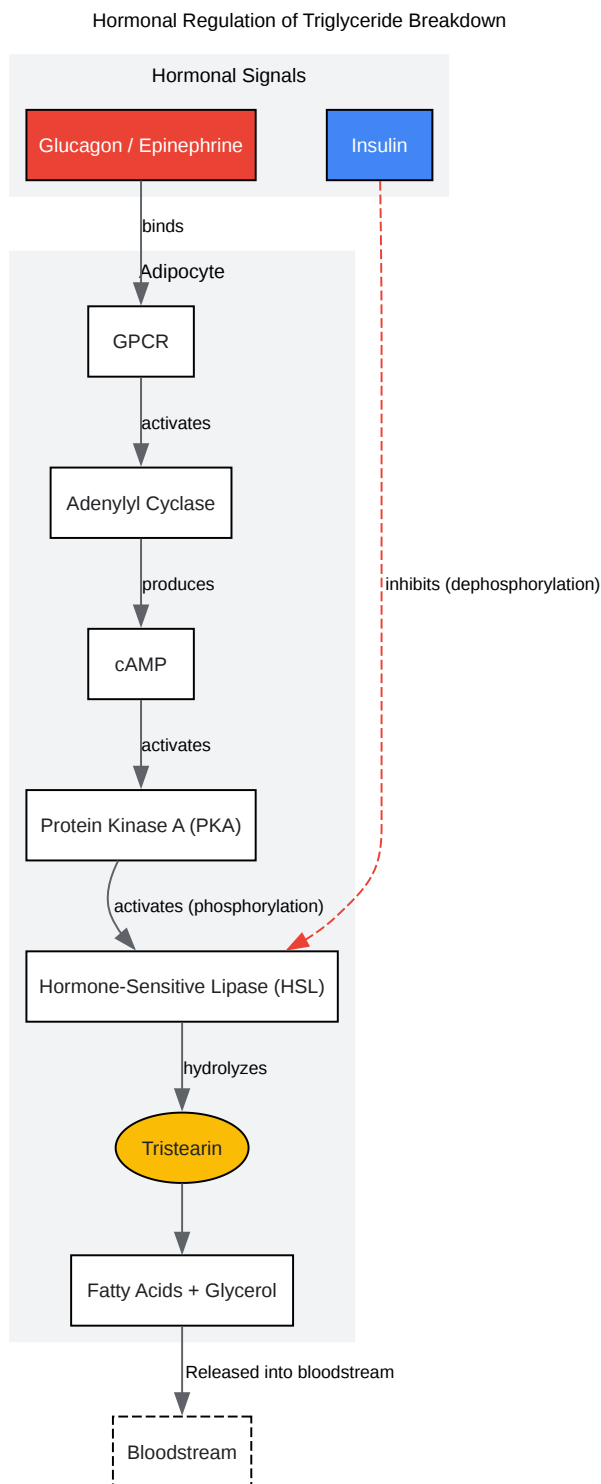 Hormonal Regulation of Triglyceride Breakdown
Hormonal Signals
Glucagon / Epinephrine
Insulin
binds
Adipocyte
GPCR
activates
Adenylyl Cyclase
produces
inhibits (dephosphorylation)
cAMP
activates
Protein Kinase A (PKA)
activates (phosphorylation)
Hormone-Sensitive Lipase (HSL)
hydrolyzes
Tristearin
Fatty Acids + Glycerol
Released into bloodstream
Bloodstream